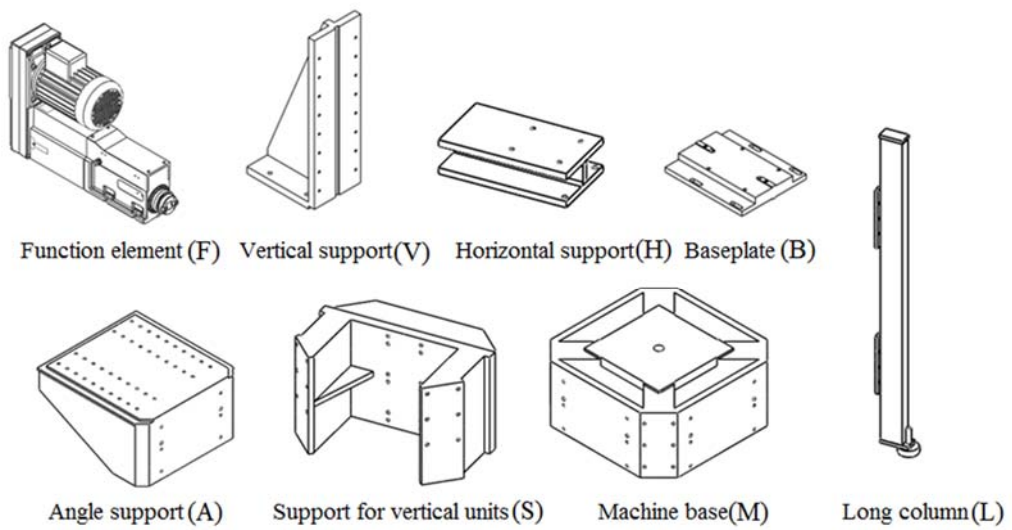 Function element (F) Vertical support(V) Horizontal support(H) Baseplate (B)
Angle support (A) Support for vertical units (S) Machine base(M) Long column(L)